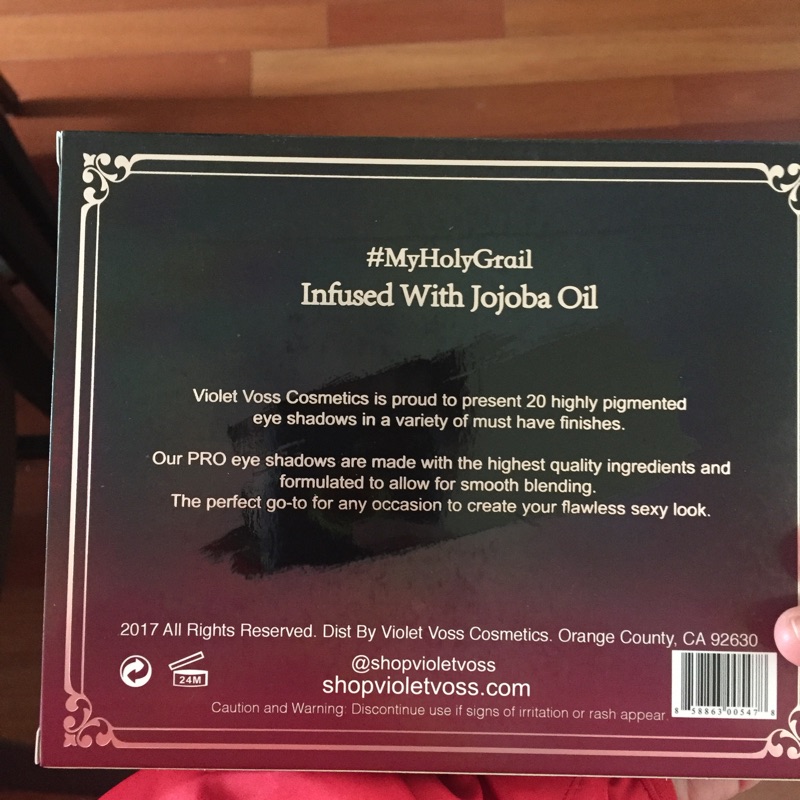 #MyHolyGrail
Infused With Jojoba Oil
Violet Voss Cosmetics is proud to present 20 highly pigmented
eye shadows in a variety of must have finishes.
Our PRO eye shadows are made with the highest quality ingredients and
formulated to allow for smooth blending.
The perfect go-to for any occasion to create your flawless sexy look.
2017 All Rights Reserved. Dist By Violet Voss Cosmetics. Orange County, CA 92630
24M
@shopvioletvoss
shopvioletvoss.com
Caution and Warning: Discontinue use if signs of irritation or rash appear.
8 58863 00547 8